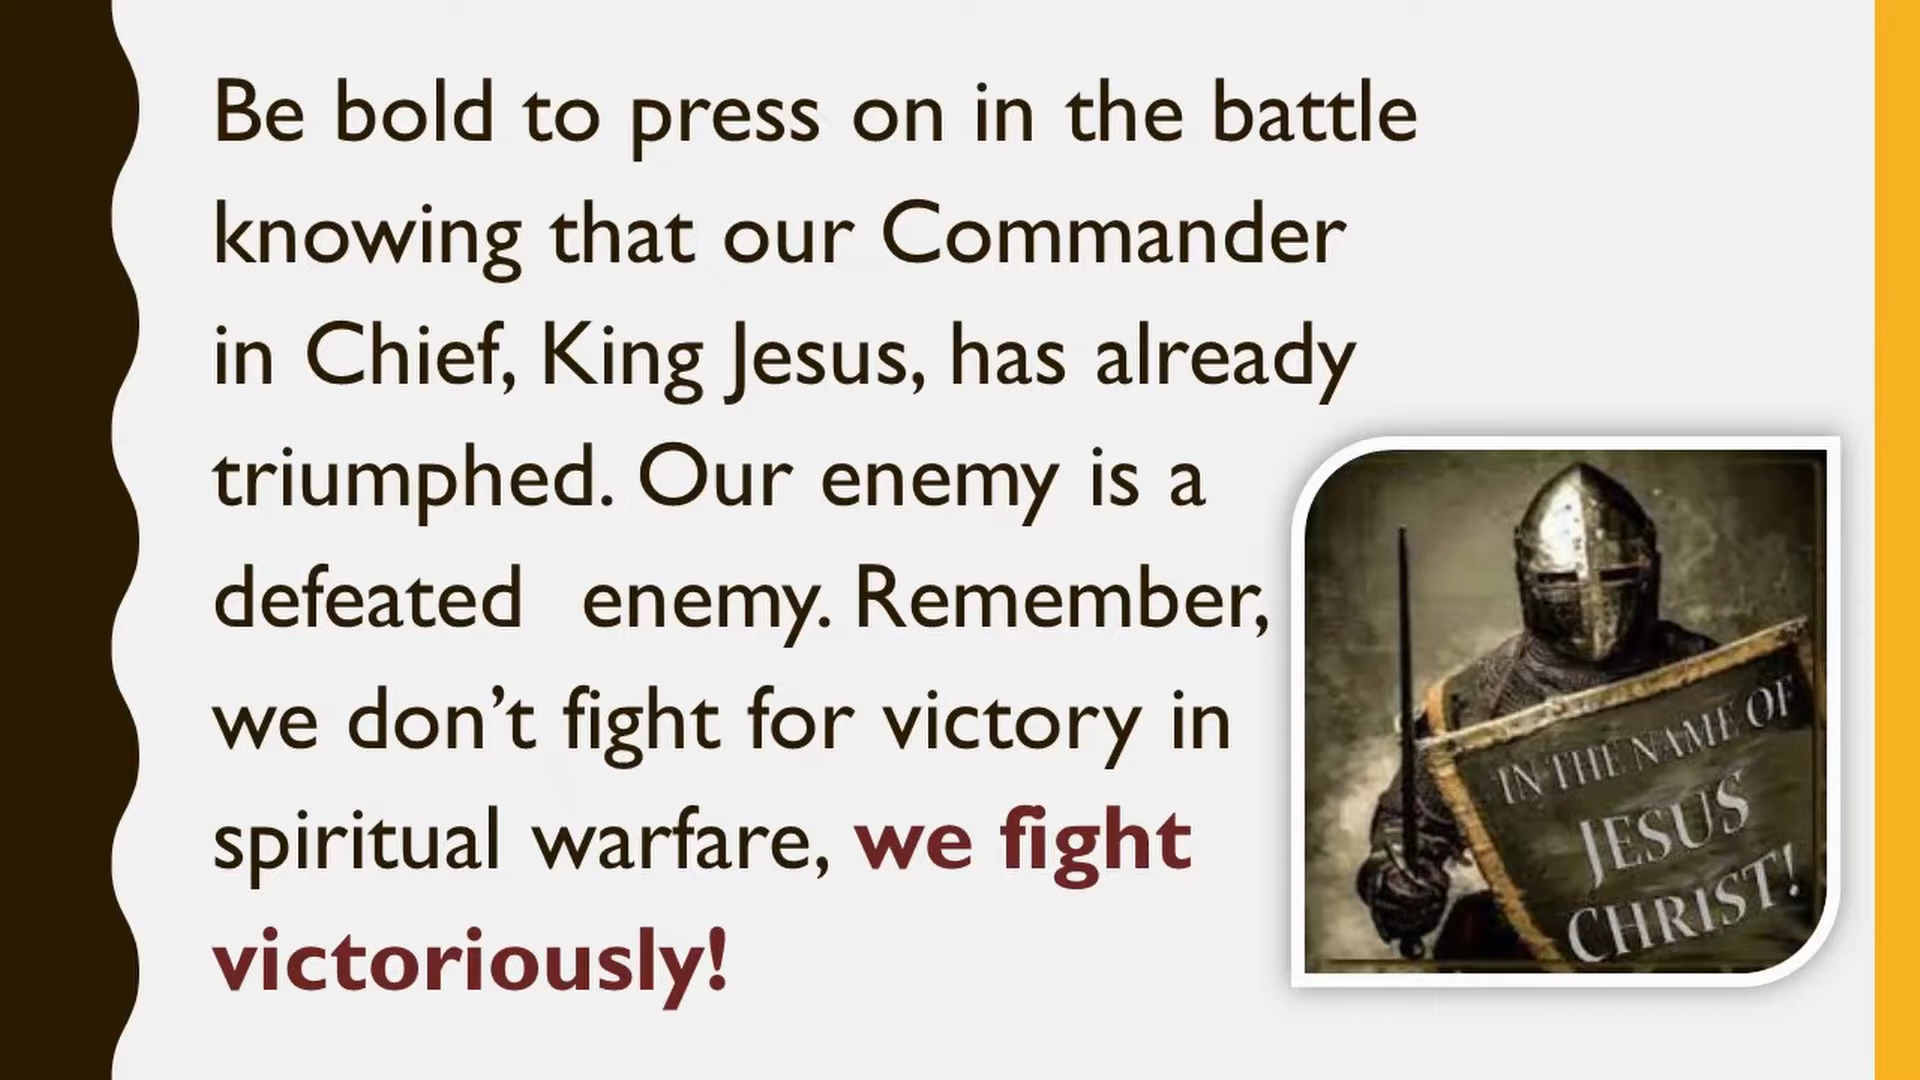 Be bold to press on in the battle
knowing that our Commander
in Chief, King Jesus, has already
triumphed. Our enemy is a
defeated enemy. Remember,
we don’t fight for victory in
spiritual warfare, we fight
victoriously!
IN THE NAME OF
JESUS
CHRIST!